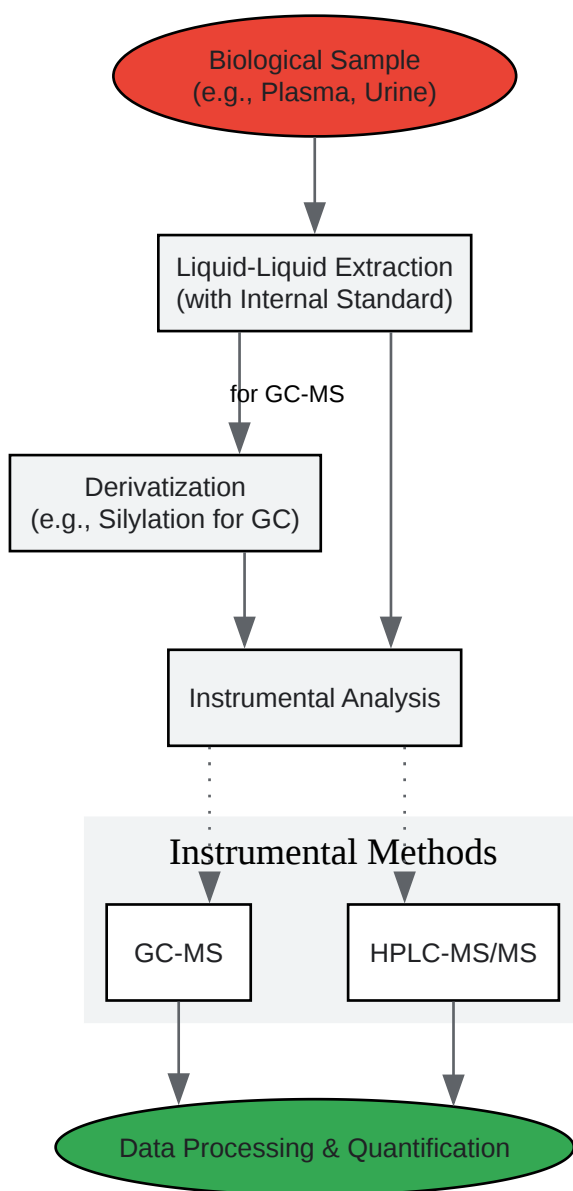 Biological Sample
(e.g., Plasma, Urine)
Liquid-Liquid Extraction
(with Internal Standard)
for GC-MS
Derivatization
(e.g., Silylation for GC)
Instrumental Analysis
Instrumental Methods
GC-MS
HPLC-MS/MS
Data Processing & Quantification